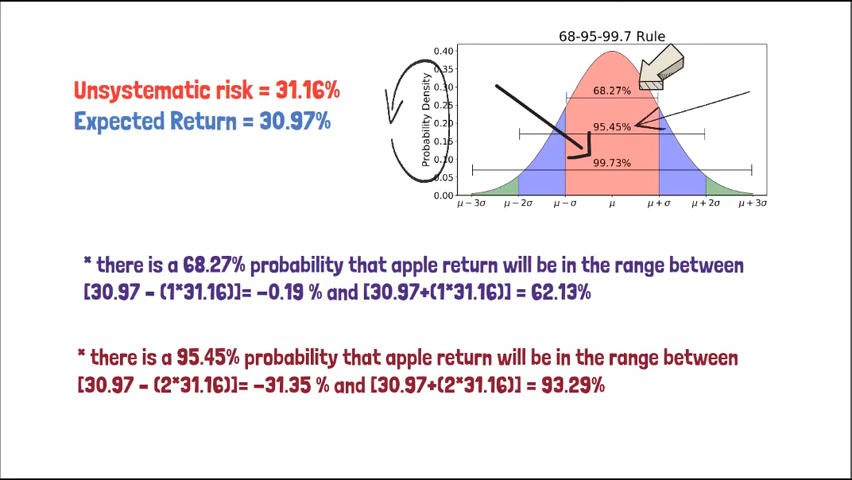 68-95-99.7 Rule
Unsystematic risk = 31.16%
Expected Return = 30.97%
Probability Density
0.40
0.35
0.30
0.25
0.20
0.15
0.10
0.05
0.00
68.27%
95.45%
99.73%
μ − 3σ μ − 2σ μ − σ μ μ + σ μ + 2σ μ + 3σ
* there is a 68.27% probability that apple return will be in the range between
[30.97 - (1*31.16)]= -0.19 % and [30.97+(1*31.16)] = 62.13%
* there is a 95.45% probability that apple return will be in the range between
[30.97 - (2*31.16)]= -31.35 % and [30.97+(2*31.16)] = 93.29%